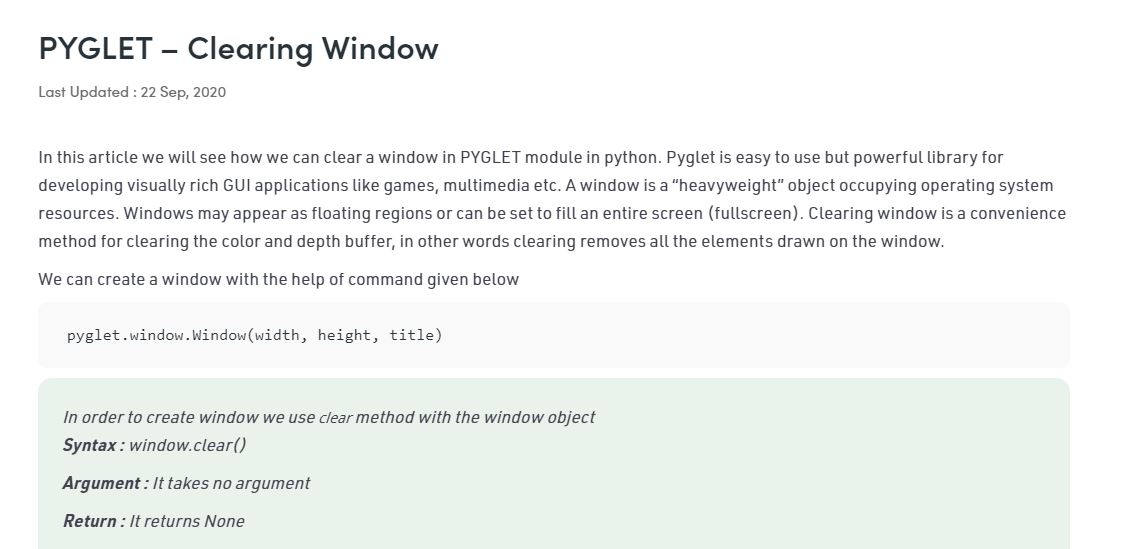 PYGLET – Clearing Window
Last Updated : 22 Sep, 2020
In this article we will see how we can clear a window in PYGLET module in python. Pyglet is easy to use but powerful library for
developing visually rich GUI applications like games, multimedia etc. A window is a “heavyweight” object occupying operating system
resources. Windows may appear as floating regions or can be set to fill an entire screen (fullscreen). Clearing window is a convenience
method for clearing the color and depth buffer, in other words clearing removes all the elements drawn on the window.
We can create a window with the help of command given below
pyglet.window.Window(width, height, title)
In order to create window we use clear method with the window object
Syntax : window.clear()
Argument : It takes no argument
Return : It returns None